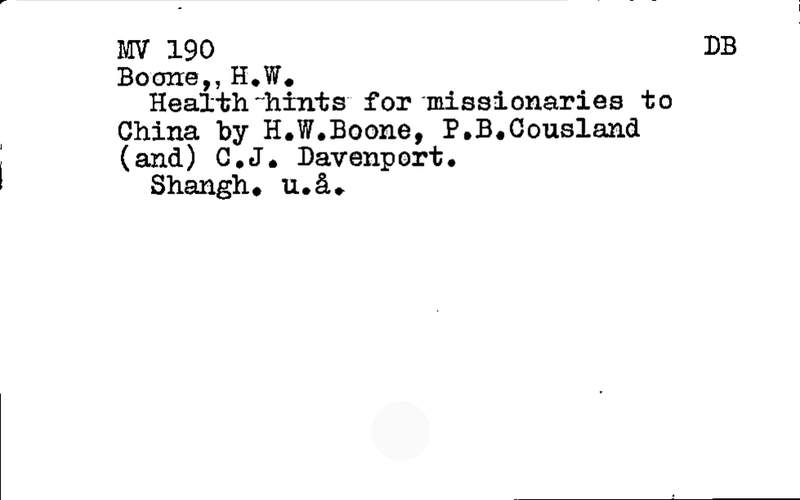 MV 190 DB
Boone,, H.W.
Health hints for missionaries to
China by H.W.Boone, P.B.Cousland
(and) C.J. Davenport.
Shangh. u.å.